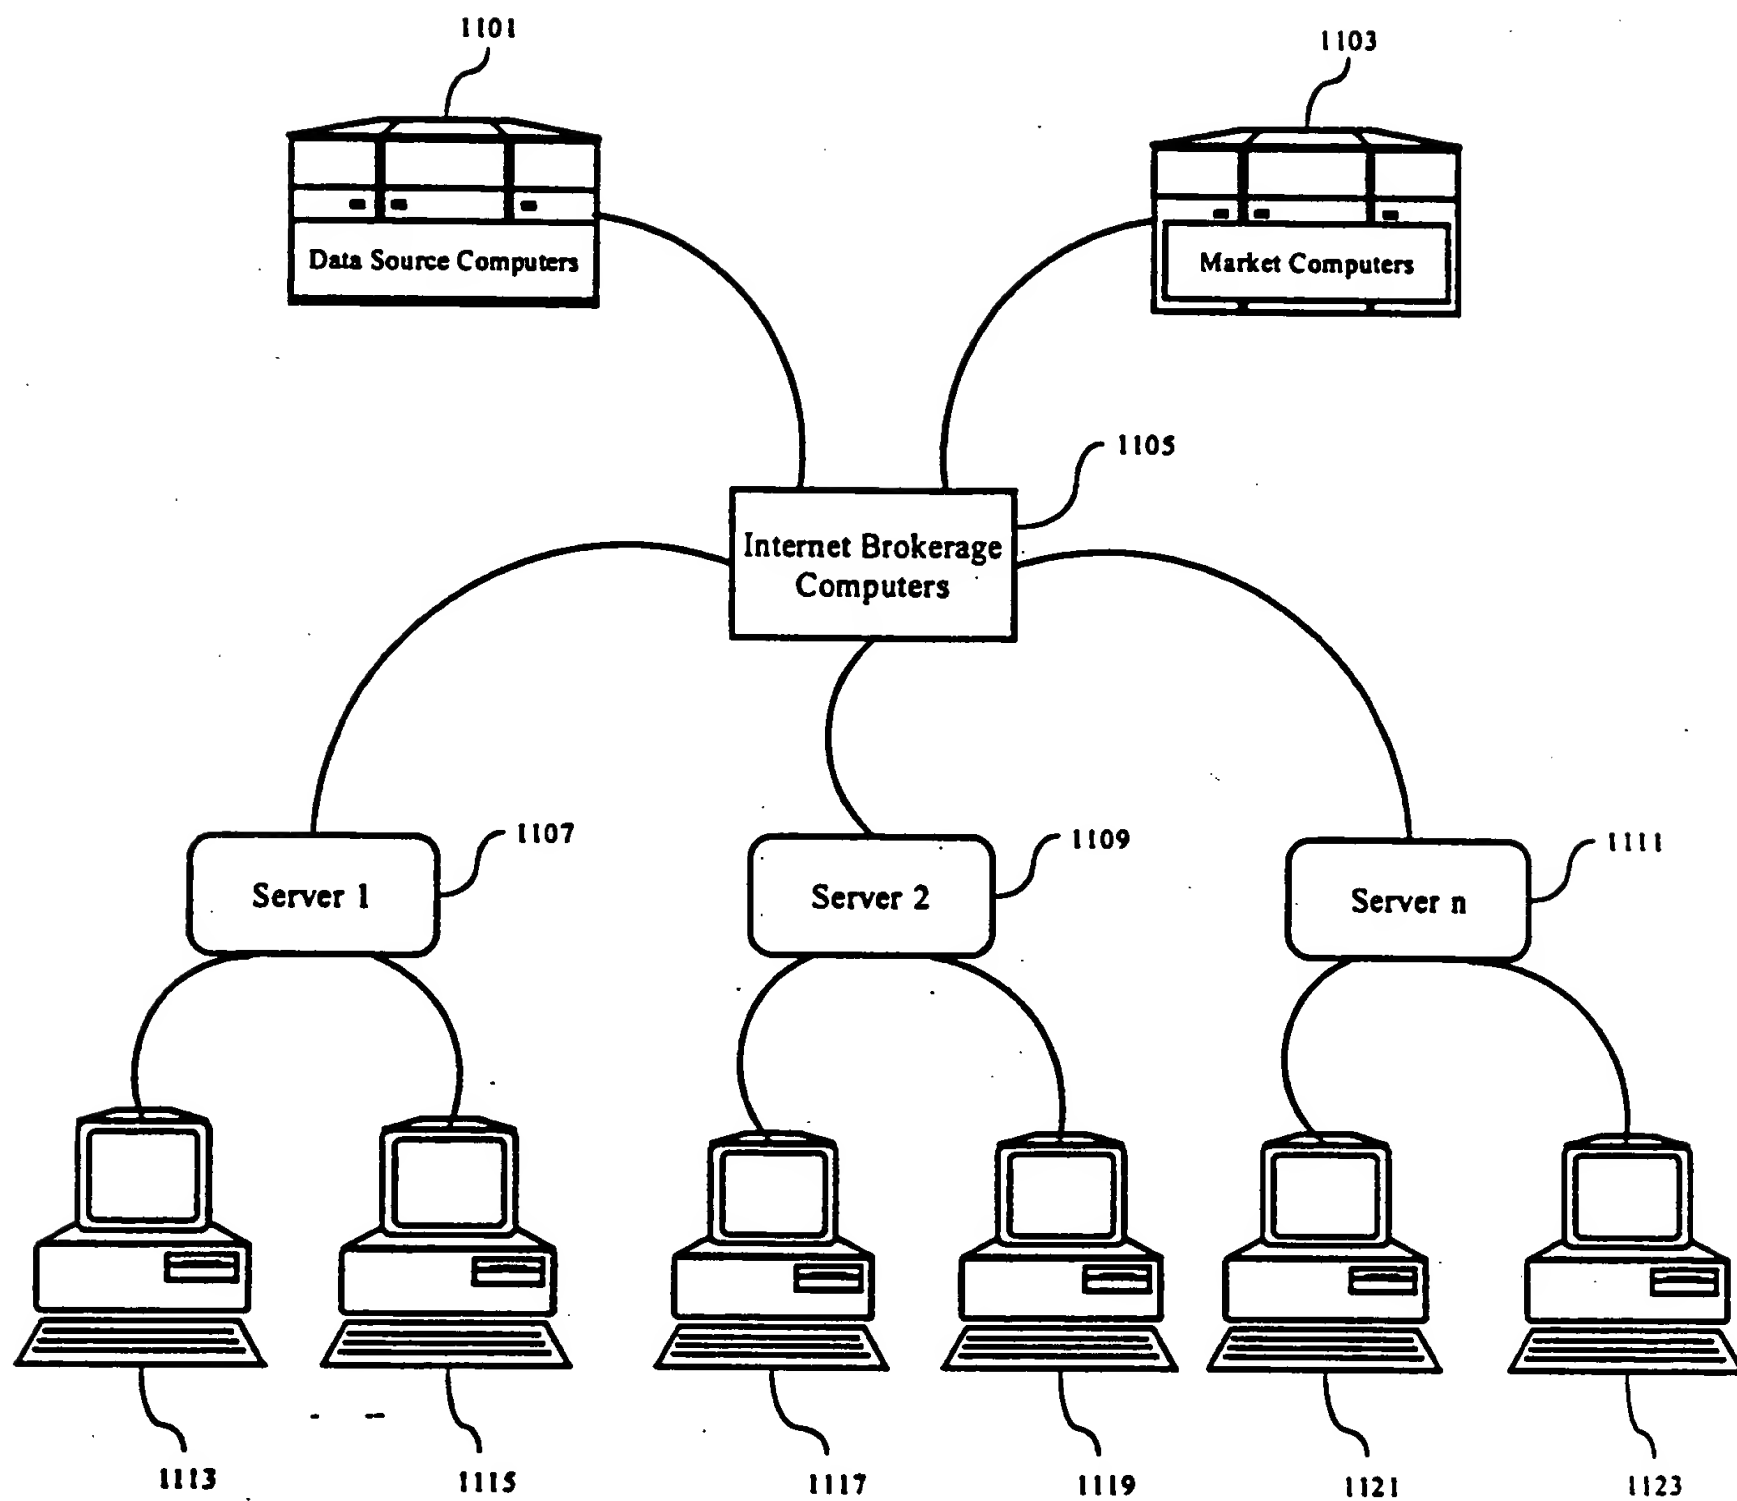 1101
1103
Data Source Computers
Market Computers
1105
Internet Brokerage
Computers
1107
1109
1111
Server 1
Server 2
Server n
1113
1115
1117
1119
1121
1123